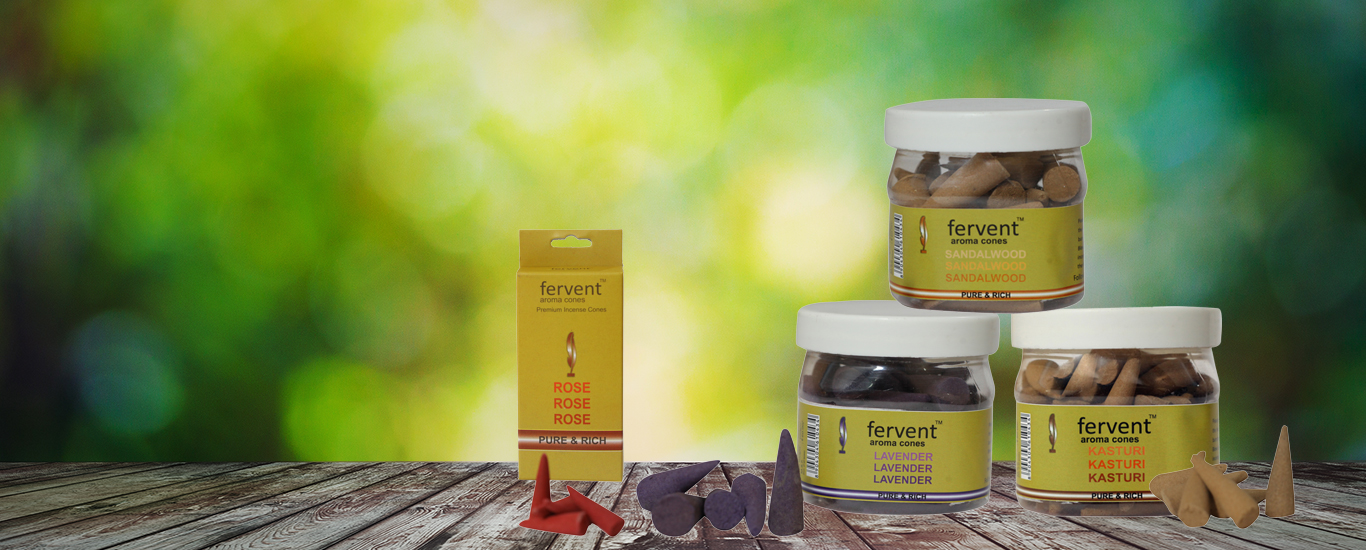 fervent™
aroma cones
Premium Incense Cones
ROSE
ROSE
ROSE
PURE & RICH
fervent™
aroma cones
SANDALWOOD
SANDALWOOD
SANDALWOOD
PURE & RICH
fervent™
aroma cones
LAVENDER
LAVENDER
LAVENDER
PURE & RICH
fervent™
aroma cones
KASTURI
KASTURI
KASTURI
PURE & RICH